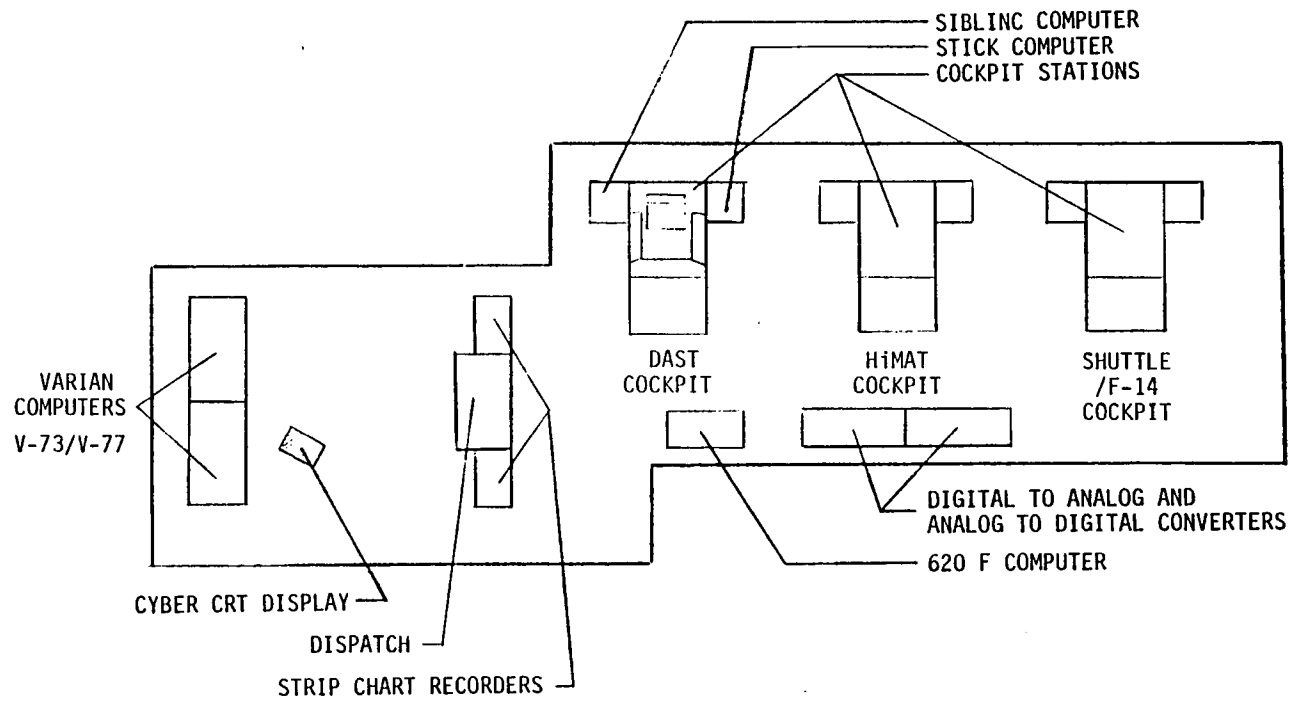 SIBLINC COMPUTER
STICK COMPUTER
COCKPIT STATIONS
DAST
COCKPIT
HiMAT
COCKPIT
SHUTTLE
/F-14
COCKPIT
VARIAN
COMPUTERS
V-73/V-77
DIGITAL TO ANALOG AND
ANALOG TO DIGITAL CONVERTERS
620 F COMPUTER
CYBER CRT DISPLAY
DISPATCH
STRIP CHART RECORDERS